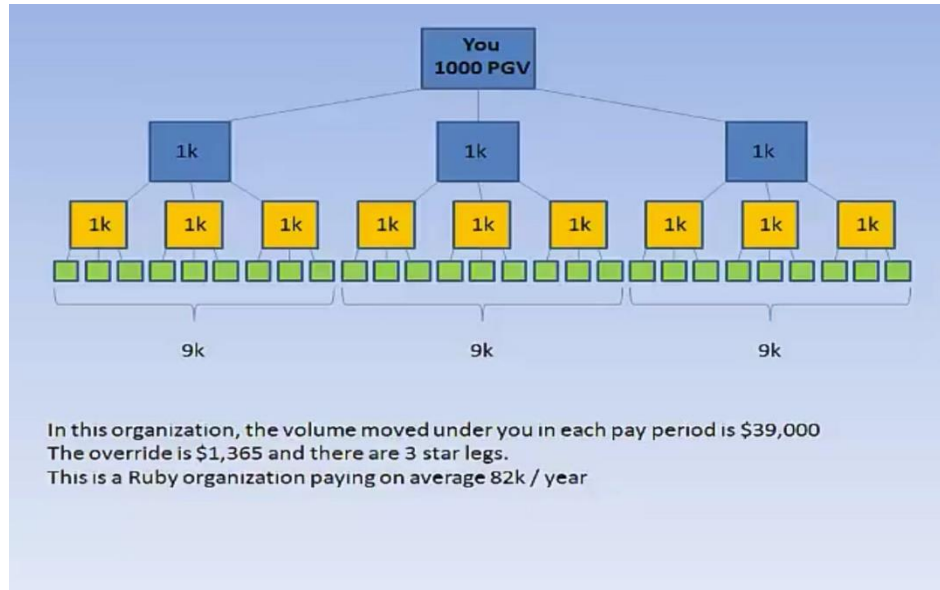 You
1000 PGV
1k
1k
1k
1k
1k
1k
1k
1k
1k
1k
1k
1k
9k
9k
9k
In this organization, the volume moved under you in each pay period is $39,000
The override is $1,365 and there are 3 star legs.
This is a Ruby organization paying on average 82k / year